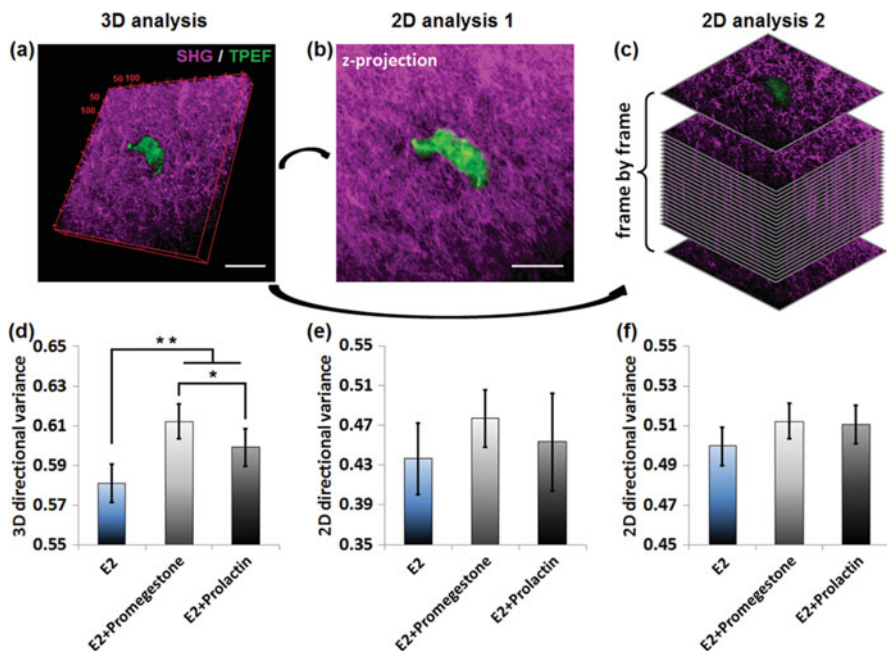 3D analysis
2D analysis 1
2D analysis 2
(a)
SHG / TPEF
50 100
50
100
(b)
z-projection
(c)
frame by frame
(d)
3D directional variance
0.65
0.63
0.61
0.59
0.57
0.55
**
*
E2
E2+Promegestone
E2+Prolactin
(e)
2D directional variance
0.55
0.51
0.47
0.43
0.39
0.35
E2
E2+Promegestone
E2+Prolactin
(f)
2D directional variance
0.55
0.53
0.51
0.49
0.47
0.45
E2
E2+Promegestone
E2+Prolactin